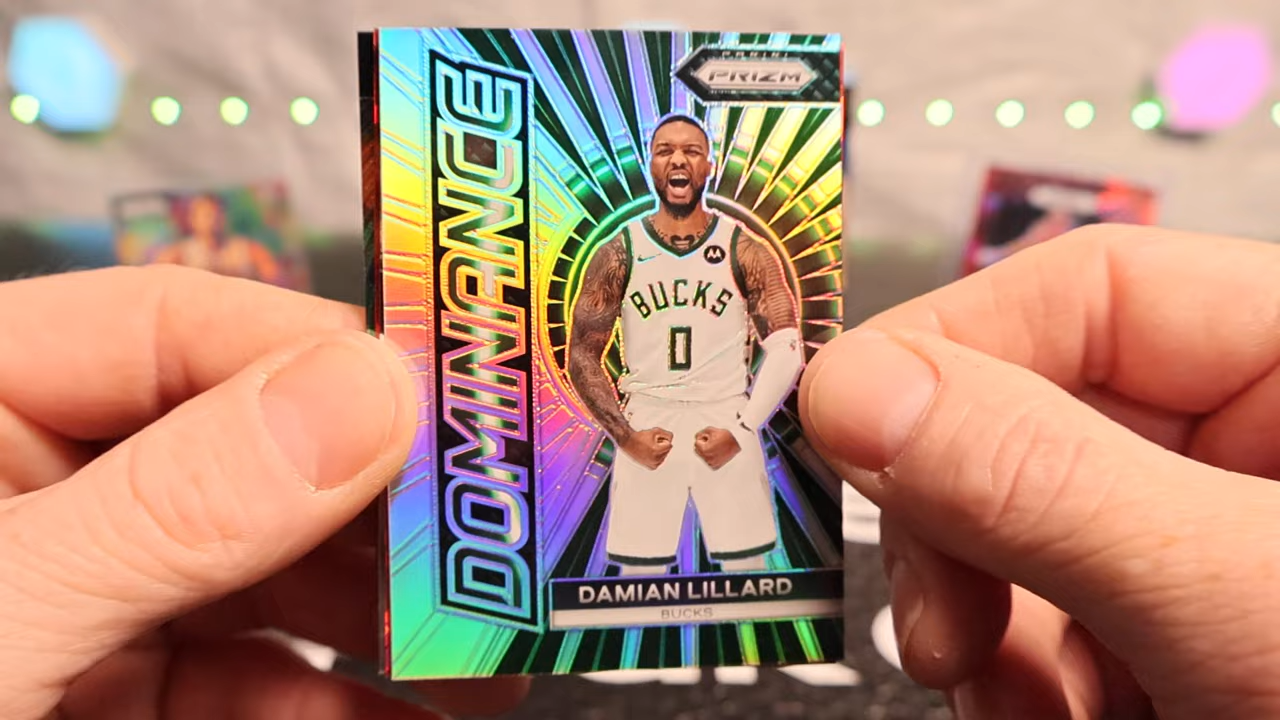 DOMINANCE
PANINI
PRIZM
BUCKS
0
DAMIAN LILLARD
BUCKS